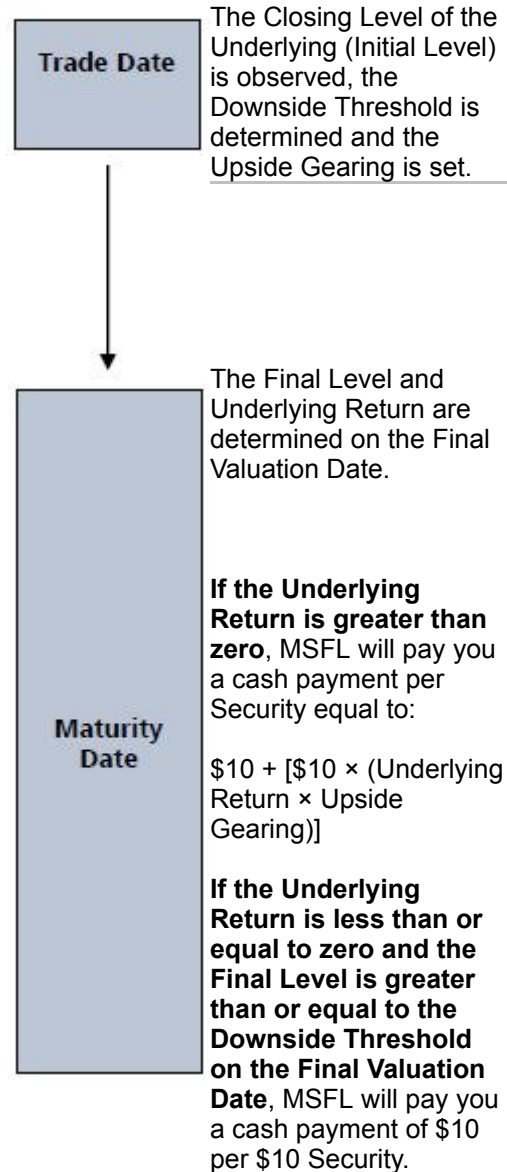 Trade Date
The Closing Level of the
Underlying (Initial Level)
is observed, the
Downside Threshold is
determined and the
Upside Gearing is set.
The Final Level and
Underlying Return are
determined on the Final
Valuation Date.
If the Underlying
Return is greater than
zero, MSFL will pay you
a cash payment per
Security equal to:
Maturity
Date
$10 + [$10 × (Underlying
Return × Upside
Gearing)]
If the Underlying
Return is less than or
equal to zero and the
Final Level is greater
than or equal to the
Downside Threshold
on the Final Valuation
Date, MSFL will pay you
a cash payment of $10
per $10 Security.